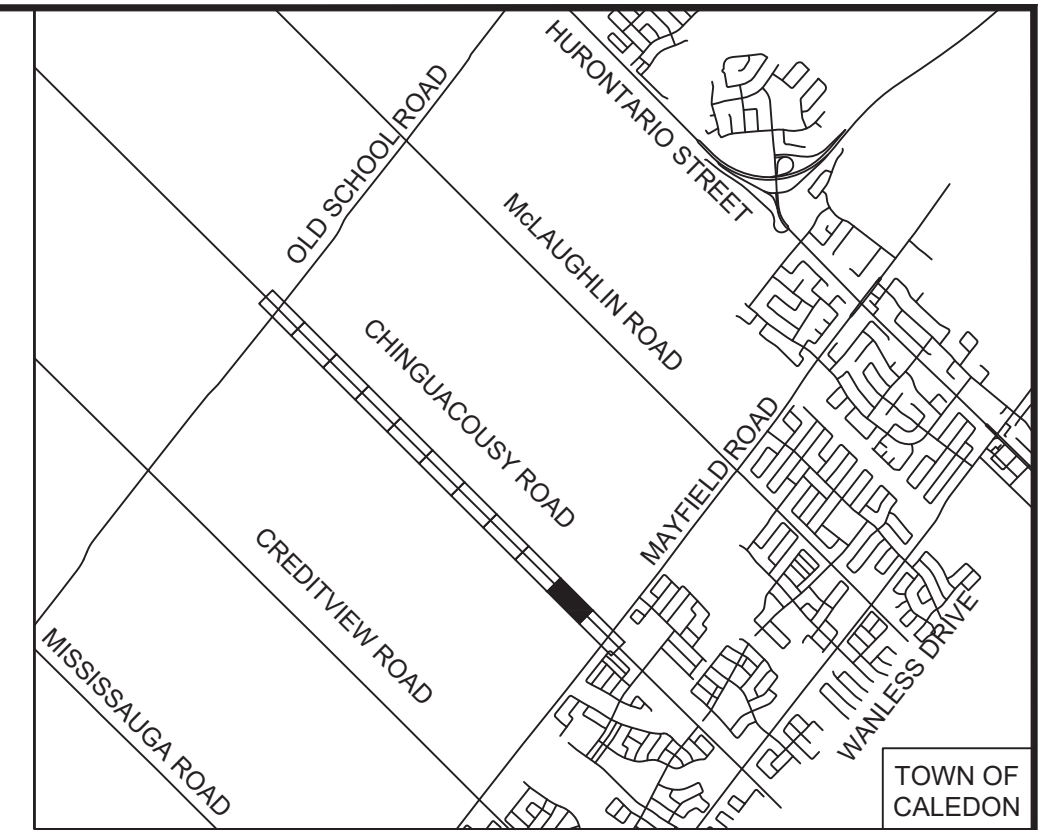 HURONTARIO STREET
OLD SCHOOL ROAD
McLAUGHLIN ROAD
CHINGUACOUSY ROAD
MAYFIELD ROAD
CREDITVIEW ROAD
WANLESS DRIVE
MISSISSAUGA ROAD
TOWN OF
CALEDON